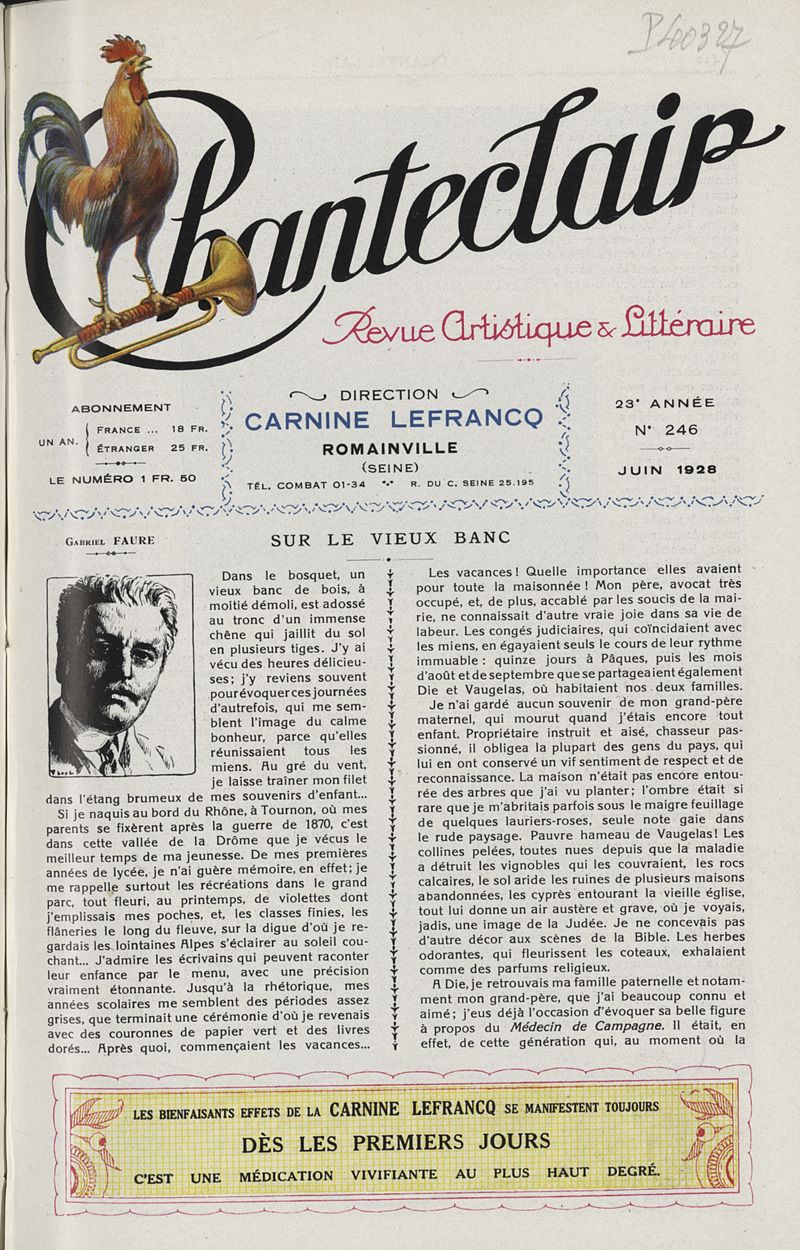 P40327
Chanteclair
Revue Artistique & Littéraire
ABONNEMENT
UN AN. FRANCE ... 18 FR.
ÉTRANGER 25 FR.
LE NUMÉRO 1 FR. 50
DIRECTION
CARNINE LEFRANCQ
ROMAINVILLE
(SEINE)
TÉL. COMBAT 01-34 R. DU C. SEINE 25.195
23e ANNÉE
N° 246
JUIN 1928
GABRIEL FAURE
SUR LE VIEUX BANC
Dans le bosquet, un
vieux banc de bois, à
moitié démoli, est adossé
au tronc d'un immense
chêne qui jaillit du sol
en plusieurs tiges. J'y ai
vécu des heures délicieu-
ses; j'y reviens souvent
pour évoquer ces journées
d'autrefois, qui me sem-
blent l'image du calme
bonheur, parce qu'elles
réunissaient tous les
miens. Au gré du vent,
je laisse traîner mon filet
dans l'étang brumeux de mes souvenirs d'enfant...
Si je naquis au bord du Rhône, à Tournon, où mes
parents se fixèrent après la guerre de 1870, c'est
dans cette vallée de la Drôme que je vécus le
meilleur temps de ma jeunesse. De mes premières
années de lycée, je n'ai guère mémoire, en effet; je
me rappelle surtout les récréations dans le grand
parc, tout fleuri, au printemps, de violettes dont
j'emplissais mes poches, et, les classes finies, les
flâneries le long du fleuve, sur la digue d'où je re-
gardais les lointaines Alpes s'éclairer au soleil cou-
chant... J'admire les écrivains qui peuvent raconter
leur enfance par le menu, avec une précision
vraiment étonnante. Jusqu'à la rhétorique, mes
années scolaires me semblent des périodes assez
grises, que terminait une cérémonie d'où je revenais
avec des couronnes de papier vert et des livres
dorés... Après quoi, commençaient les vacances...
Les vacances! Quelle importance elles avaient
pour toute la maisonnée! Mon père, avocat très
occupé, et, de plus, accablé par les soucis de la mai-
rie, ne connaissait d'autre vraie joie dans sa vie de
labeur. Les congés judiciaires, qui coïncidaient avec
les miens, en égayaient seuls le cours de leur rythme
immuable : quinze jours à Pâques, puis les mois
d'août et de septembre que se partageaient également
Die et Vaugelas, où habitaient nos deux familles.
Je n'ai gardé aucun souvenir de mon grand-père
maternel, qui mourut quand j'étais encore tout
enfant. Propriétaire instruit et aisé, chasseur pas-
sionné, il obligea la plupart des gens du pays, qui
lui en ont conservé un vif sentiment de respect et de
reconnaissance. La maison n'était pas encore entou-
rée des arbres que j'ai vu planter; l'ombre était si
rare que je m'abritais parfois sous le maigre feuillage
de quelques lauriers-roses, seule note gaie dans
le rude paysage. Pauvre hameau de Vaugelas! Les
collines pelées, toutes nues depuis que la maladie
a détruit les vignobles qui les couvraient, les rocs
calcaires, le sol aride les ruines de plusieurs maisons
abandonnées, les cyprès entourant la vieille église,
tout lui donne un air austère et grave, où je voyais,
jadis, une image de la Judée. Je ne concevais pas
d'autre décor aux scènes de la Bible. Les herbes
odorantes, qui fleurissent les coteaux, exhalaient
comme des parfums religieux.
A Die, je retrouvais ma famille paternelle et notam-
ment mon grand-père, que j'ai beaucoup connu et
aimé; j'eus déjà l'occasion d'évoquer sa belle figure
à propos du Médecin de Campagne. Il était, en
effet, de cette génération qui, au moment où la
LES BIENFAISANTS EFFETS DE LA CARNINE LEFRANCQ SE MANIFESTENT TOUJOURS
DÈS LES PREMIERS JOURS
C'EST UNE MÉDICATION VIVIFIANTE AU PLUS HAUT DEGRÉ.